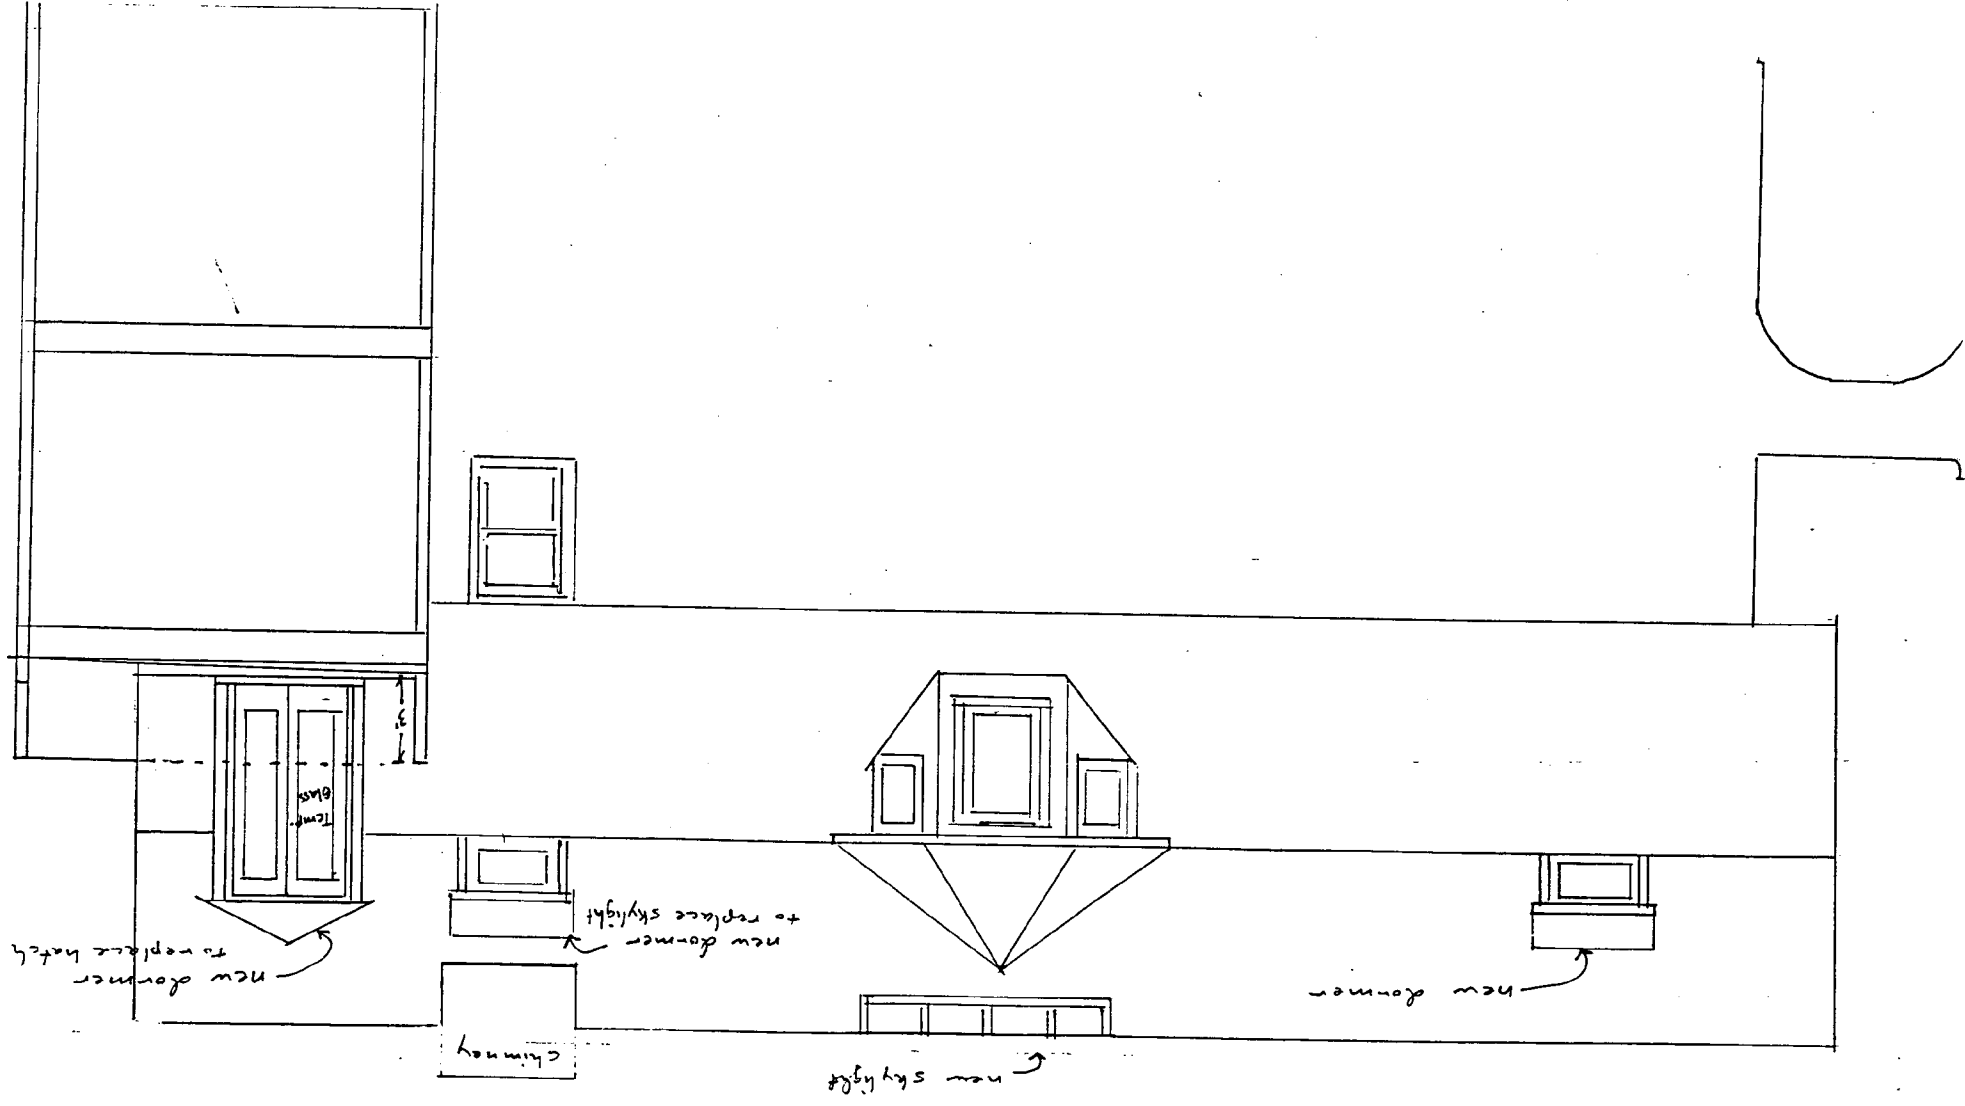 new skylight
chimney
new dormer
new dormer
to replace skylight
new dormer
to replace hatch
Temp.
Glass
3'